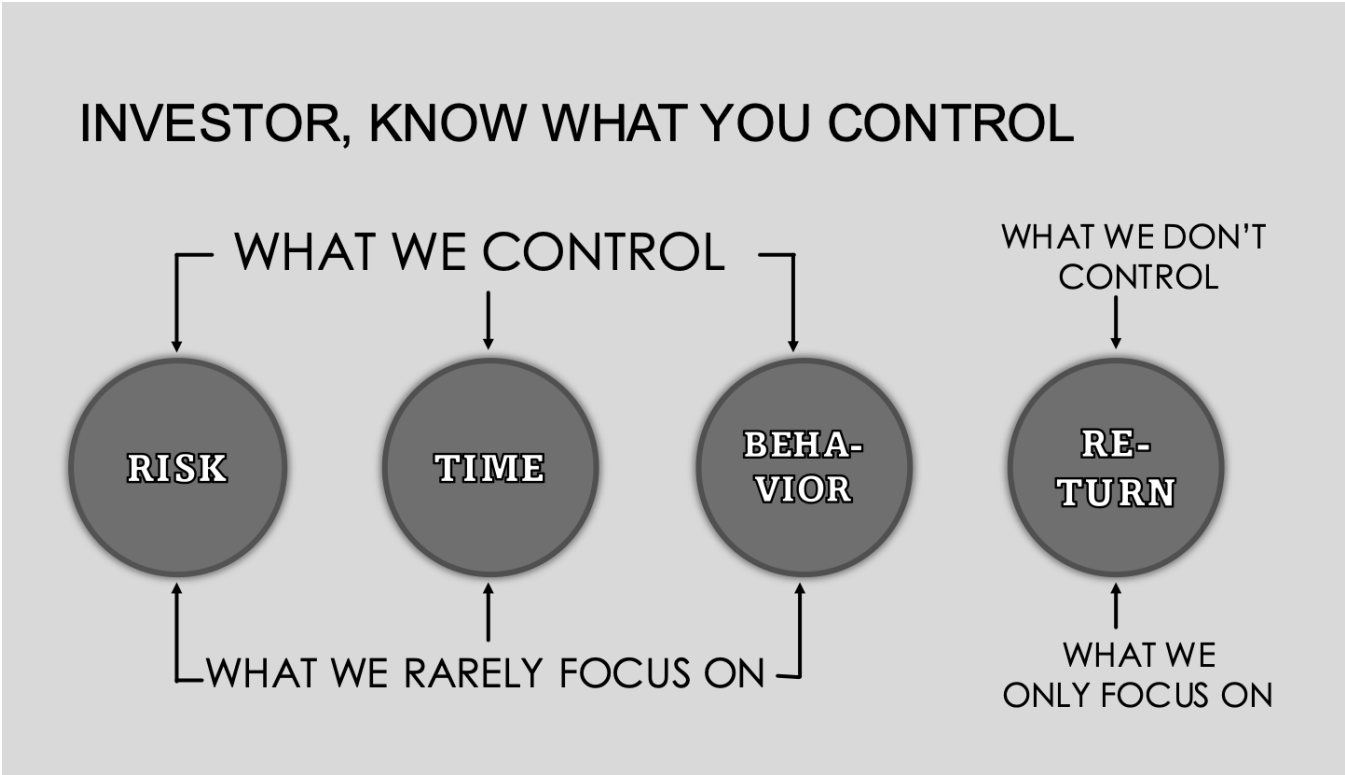 INVESTOR, KNOW WHAT YOU CONTROL
WHAT WE CONTROL
WHAT WE DON’T
CONTROL
RISK
TIME
BEHA-
VIOR
RE-
TURN
WHAT WE RARELY FOCUS ON
WHAT WE
ONLY FOCUS ON